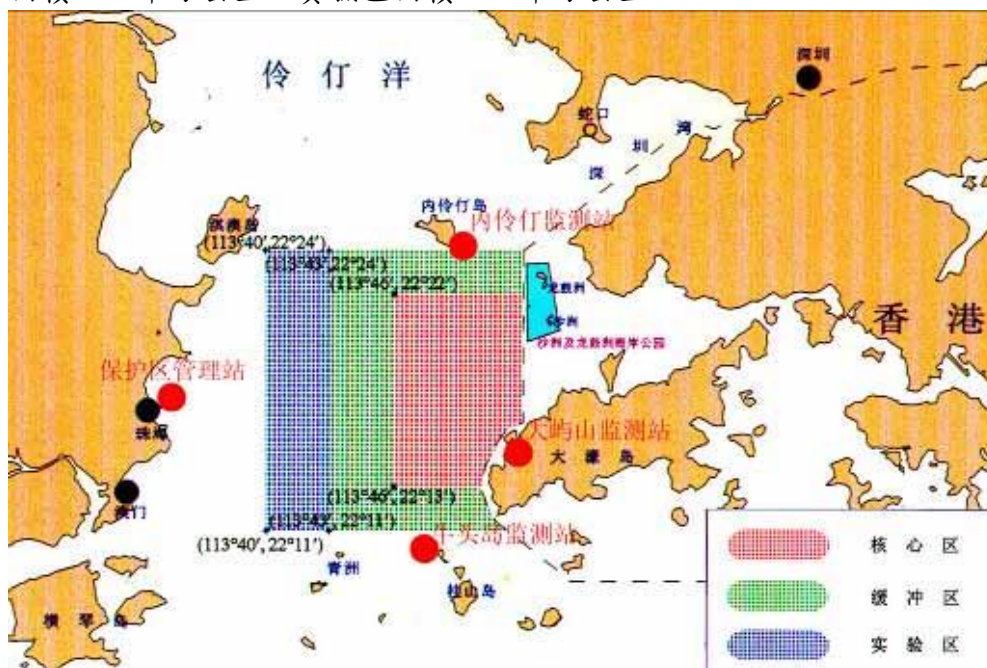 伶仃洋
深圳
蛇口
深圳湾
内伶仃岛
内伶仃监测站
淇澳岛
(113°40′,22°24′)
(113°43′,22°24′)
(113°46′,22°22′)
龙鼓洲
沙洲
沙洲及龙鼓洲海岸公园
香港
保护区管理站
珠海
大屿山监测站
大濠岛
澳门
(113°46′,22°13′)
(113°43′,22°11′)
(113°40′,22°11′)
牛头岛监测站
青洲
桂山岛
横琴岛
核心区
缓冲区
实验区